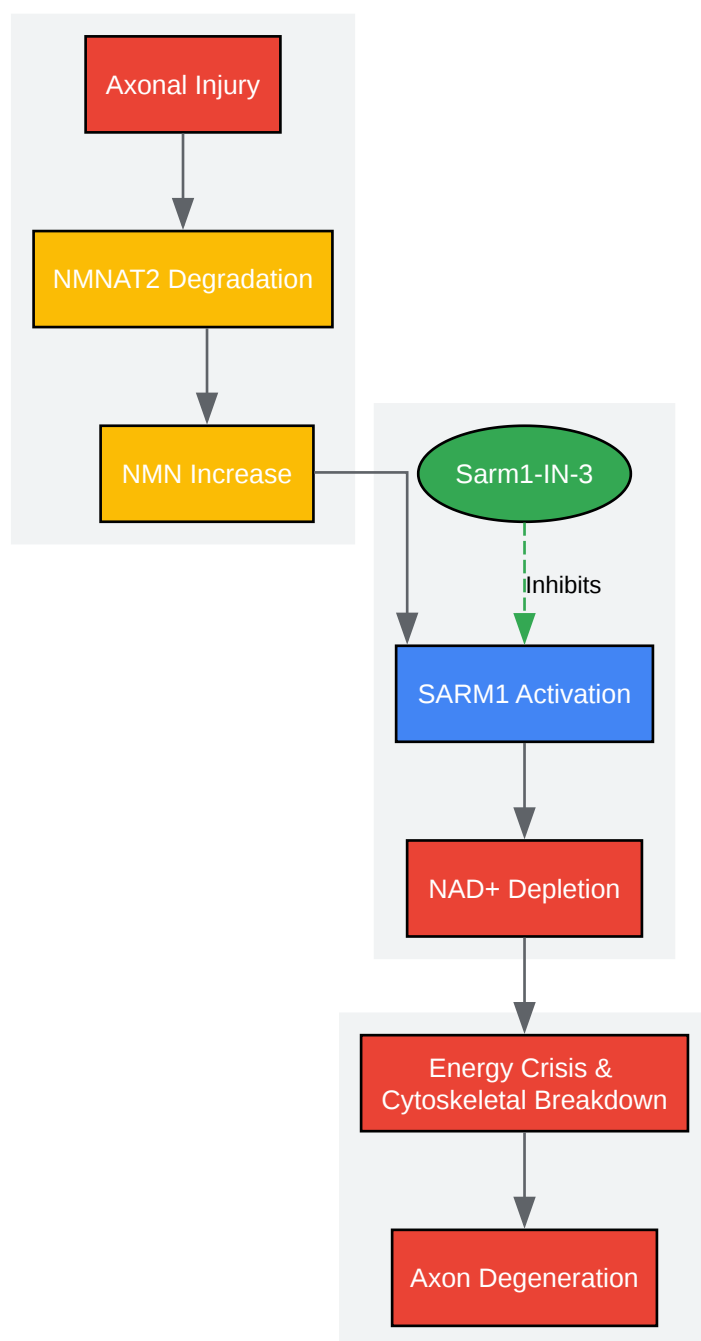 Axonal Injury
NMNAT2 Degradation
NMN Increase
Sarm1-IN-3
Inhibits
SARM1 Activation
NAD+ Depletion
Energy Crisis &
Cytoskeletal Breakdown
Axon Degeneration